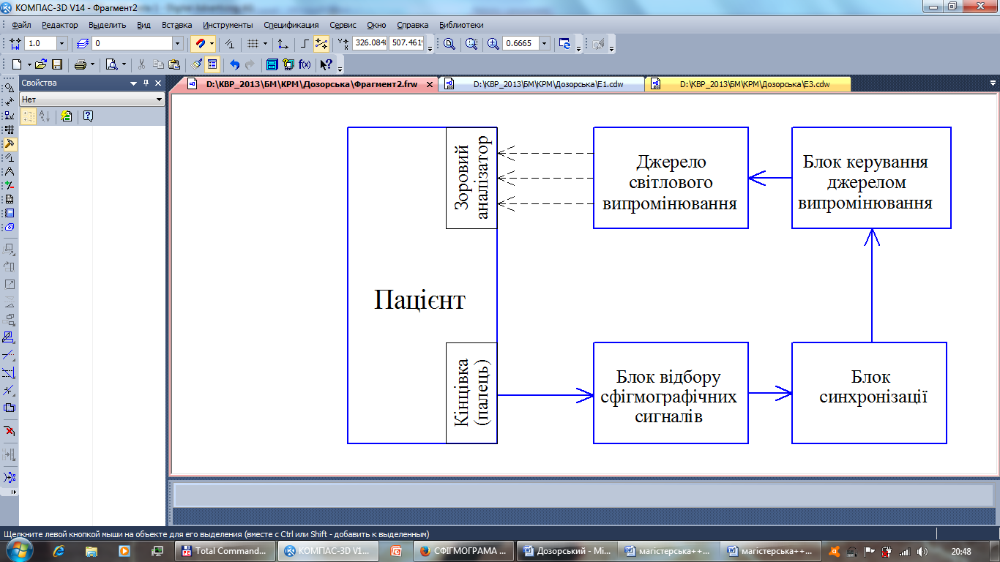 КОМПАС-3D V14 - Фрагмент2
Файл Редактор Выделить Вид Вставка Инструменты Спецификация Сервис Окно Справка Библиотеки
1.0 0 326.084 507.461 0.6665
f(x)
Свойства
Нет
D:\КВР_2013\БМ\КРМ\Дозорська\Фрагмент2.frw
D:\КВР_2013\БМ\КРМ\Дозорська\Е1.cdw
D:\КВР_2013\БМ\КРМ\Дозорська\Е3.cdw
Зоровий
аналізатор
Джерело
світлового
випромінювання
Блок керування
джерелом
випромінювання
Пацієнт
Кінцівка
(палець)
Блок відбору
сфігмографічних
сигналів
Блок
синхронізації
Щелкните левой кнопкой мыши на объекте для его выделения (вместе с Ctrl или Shift - добавить к выделенным)
Total Command...
КОМПАС-3D V1...
СФІГМОГРАМА ...
Дозорський - Mi...
магістерська++...
магістерська++...
20:48